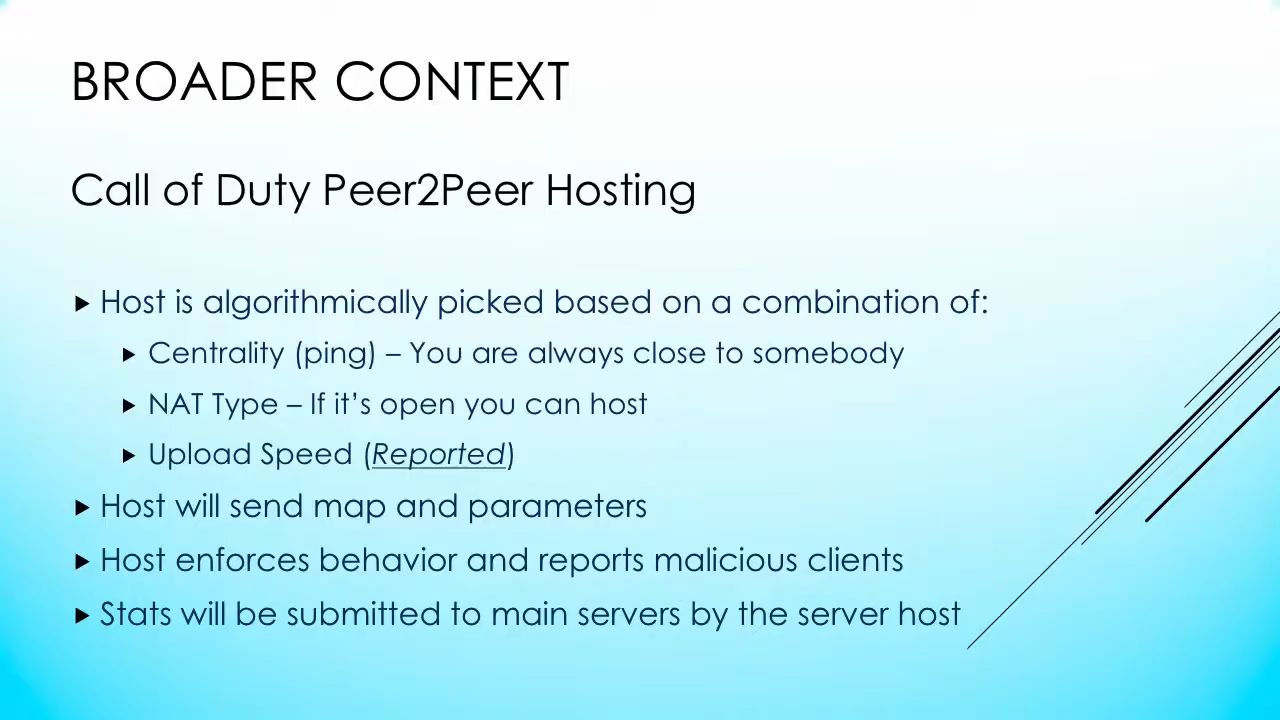 BROADER CONTEXT
Call of Duty Peer2Peer Hosting
Host is algorithmically picked based on a combination of:
Centrality (ping) – You are always close to somebody
NAT Type – If it’s open you can host
Upload Speed (Reported)
Host will send map and parameters
Host enforces behavior and reports malicious clients
Stats will be submitted to main servers by the server host